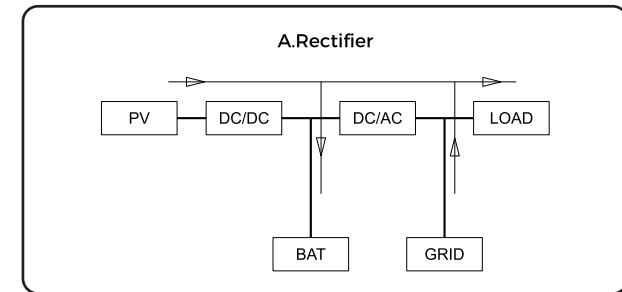 A.Rectifier
PV
DC/DC
DC/AC
LOAD
BAT
GRID